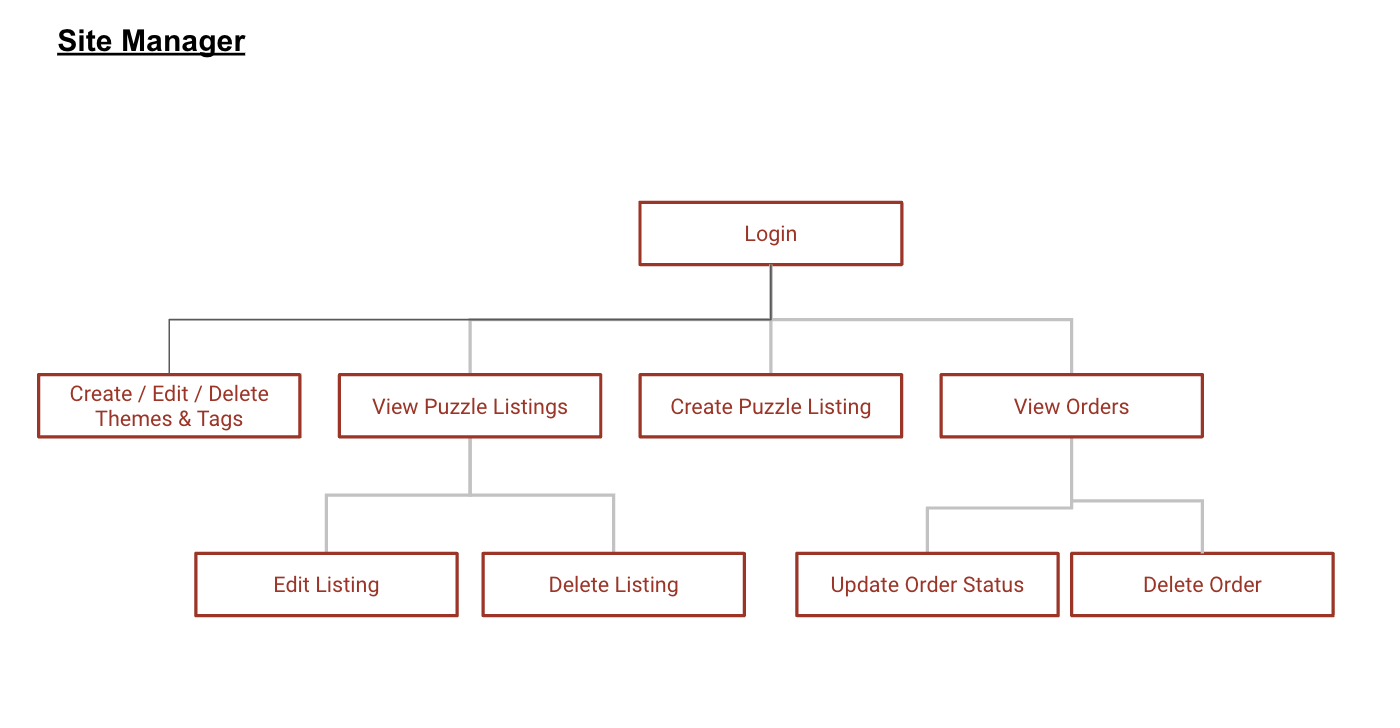 Site Manager
Login
Create / Edit / Delete
Themes & Tags
View Puzzle Listings
Create Puzzle Listing
View Orders
Edit Listing
Delete Listing
Update Order Status
Delete Order